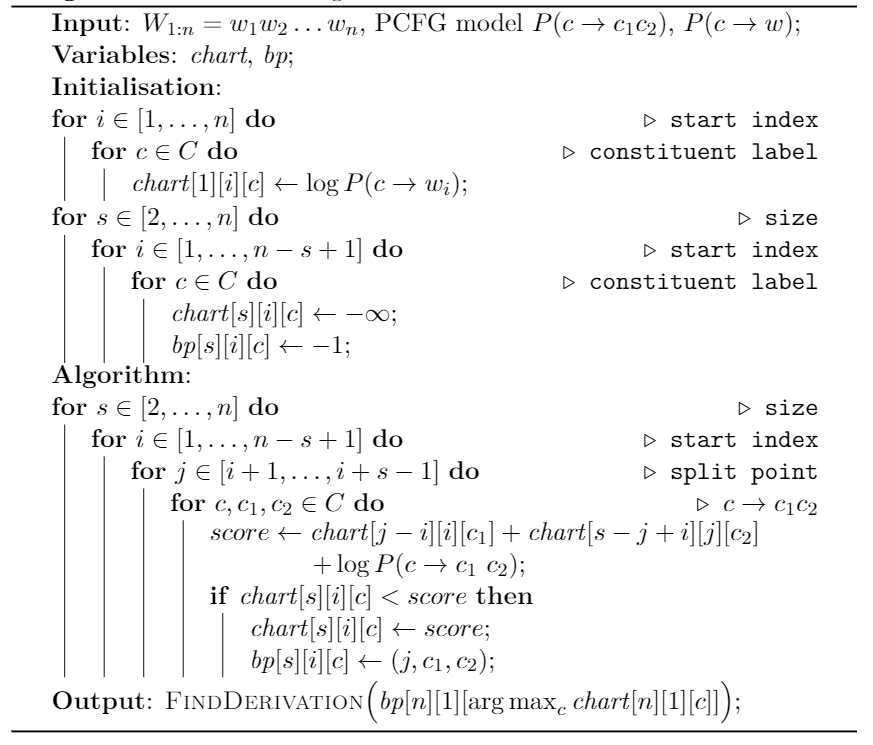 Input: W_{1:n} = w_1w_2 … w_n, PCFG model P(c → c_1c_2), P(c → w);
Variables: chart, bp;
Initialisation:
for i ∈ [1, …, n] do ▷ start index
for c ∈ C do ▷ constituent label
chart[1][i][c] ← log P(c → w_i);
for s ∈ [2, …, n] do ▷ size
for i ∈ [1, …, n − s + 1] do ▷ start index
for c ∈ C do ▷ constituent label
chart[s][i][c] ← −∞;
bp[s][i][c] ← −1;
Algorithm:
for s ∈ [2, …, n] do ▷ size
for i ∈ [1, …, n − s + 1] do ▷ start index
for j ∈ [i + 1, …, i + s − 1] do ▷ split point
for c, c_1, c_2 ∈ C do ▷ c → c_1c_2
score ← chart[j − i][i][c_1] + chart[s − j + i][j][c_2]
+ log P(c → c_1 c_2);
if chart[s][i][c] < score then
chart[s][i][c] ← score;
bp[s][i][c] ← (j, c_1, c_2);
Output: FINDDERIVATION(bp[n][1][arg max_c chart[n][1][c]]);